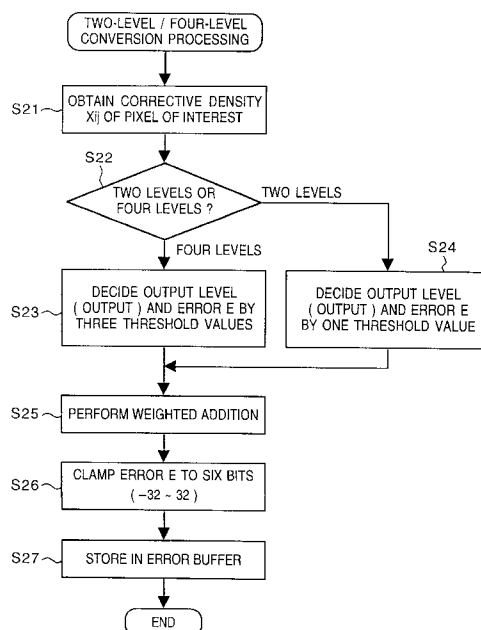 TWO-LEVEL / FOUR-LEVEL
CONVERSION PROCESSING
S21
OBTAIN CORRECTIVE DENSITY
Xij OF PIXEL OF INTEREST
S22
TWO LEVELS OR
FOUR LEVELS ?
TWO LEVELS
FOUR LEVELS
S23
DECIDE OUTPUT LEVEL
( OUTPUT ) AND ERROR E BY
THREE THRESHOLD VALUES
S24
DECIDE OUTPUT LEVEL
( OUTPUT ) AND ERROR E
BY ONE THRESHOLD VALUE
S25
PERFORM WEIGHTED ADDITION
S26
CLAMP ERROR E TO SIX BITS
( −32 ~ 32 )
S27
STORE IN ERROR BUFFER
END